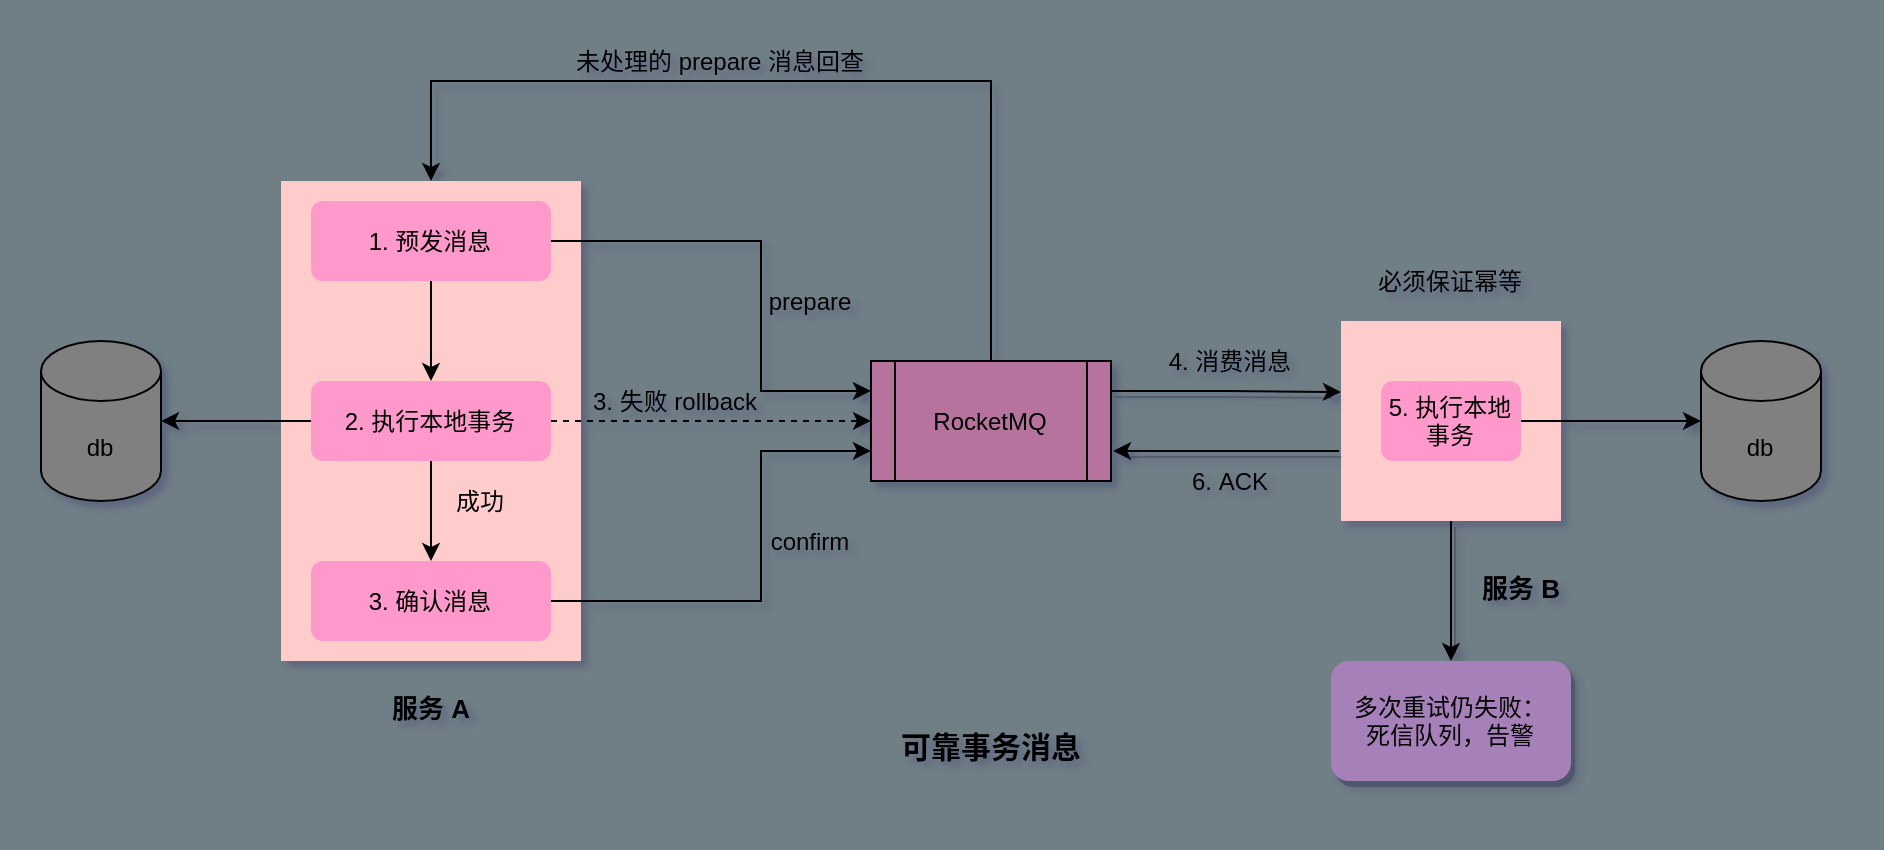 未处理的 prepare 消息回查
1. 预发消息
prepare
必须保证幂等
4. 消费消息
3. 失败 rollback
db
2. 执行本地事务
RocketMQ
5. 执行本地
事务
db
6. ACK
成功
confirm
3. 确认消息
服务 B
服务 A
多次重试仍失败：
死信队列，告警
可靠事务消息